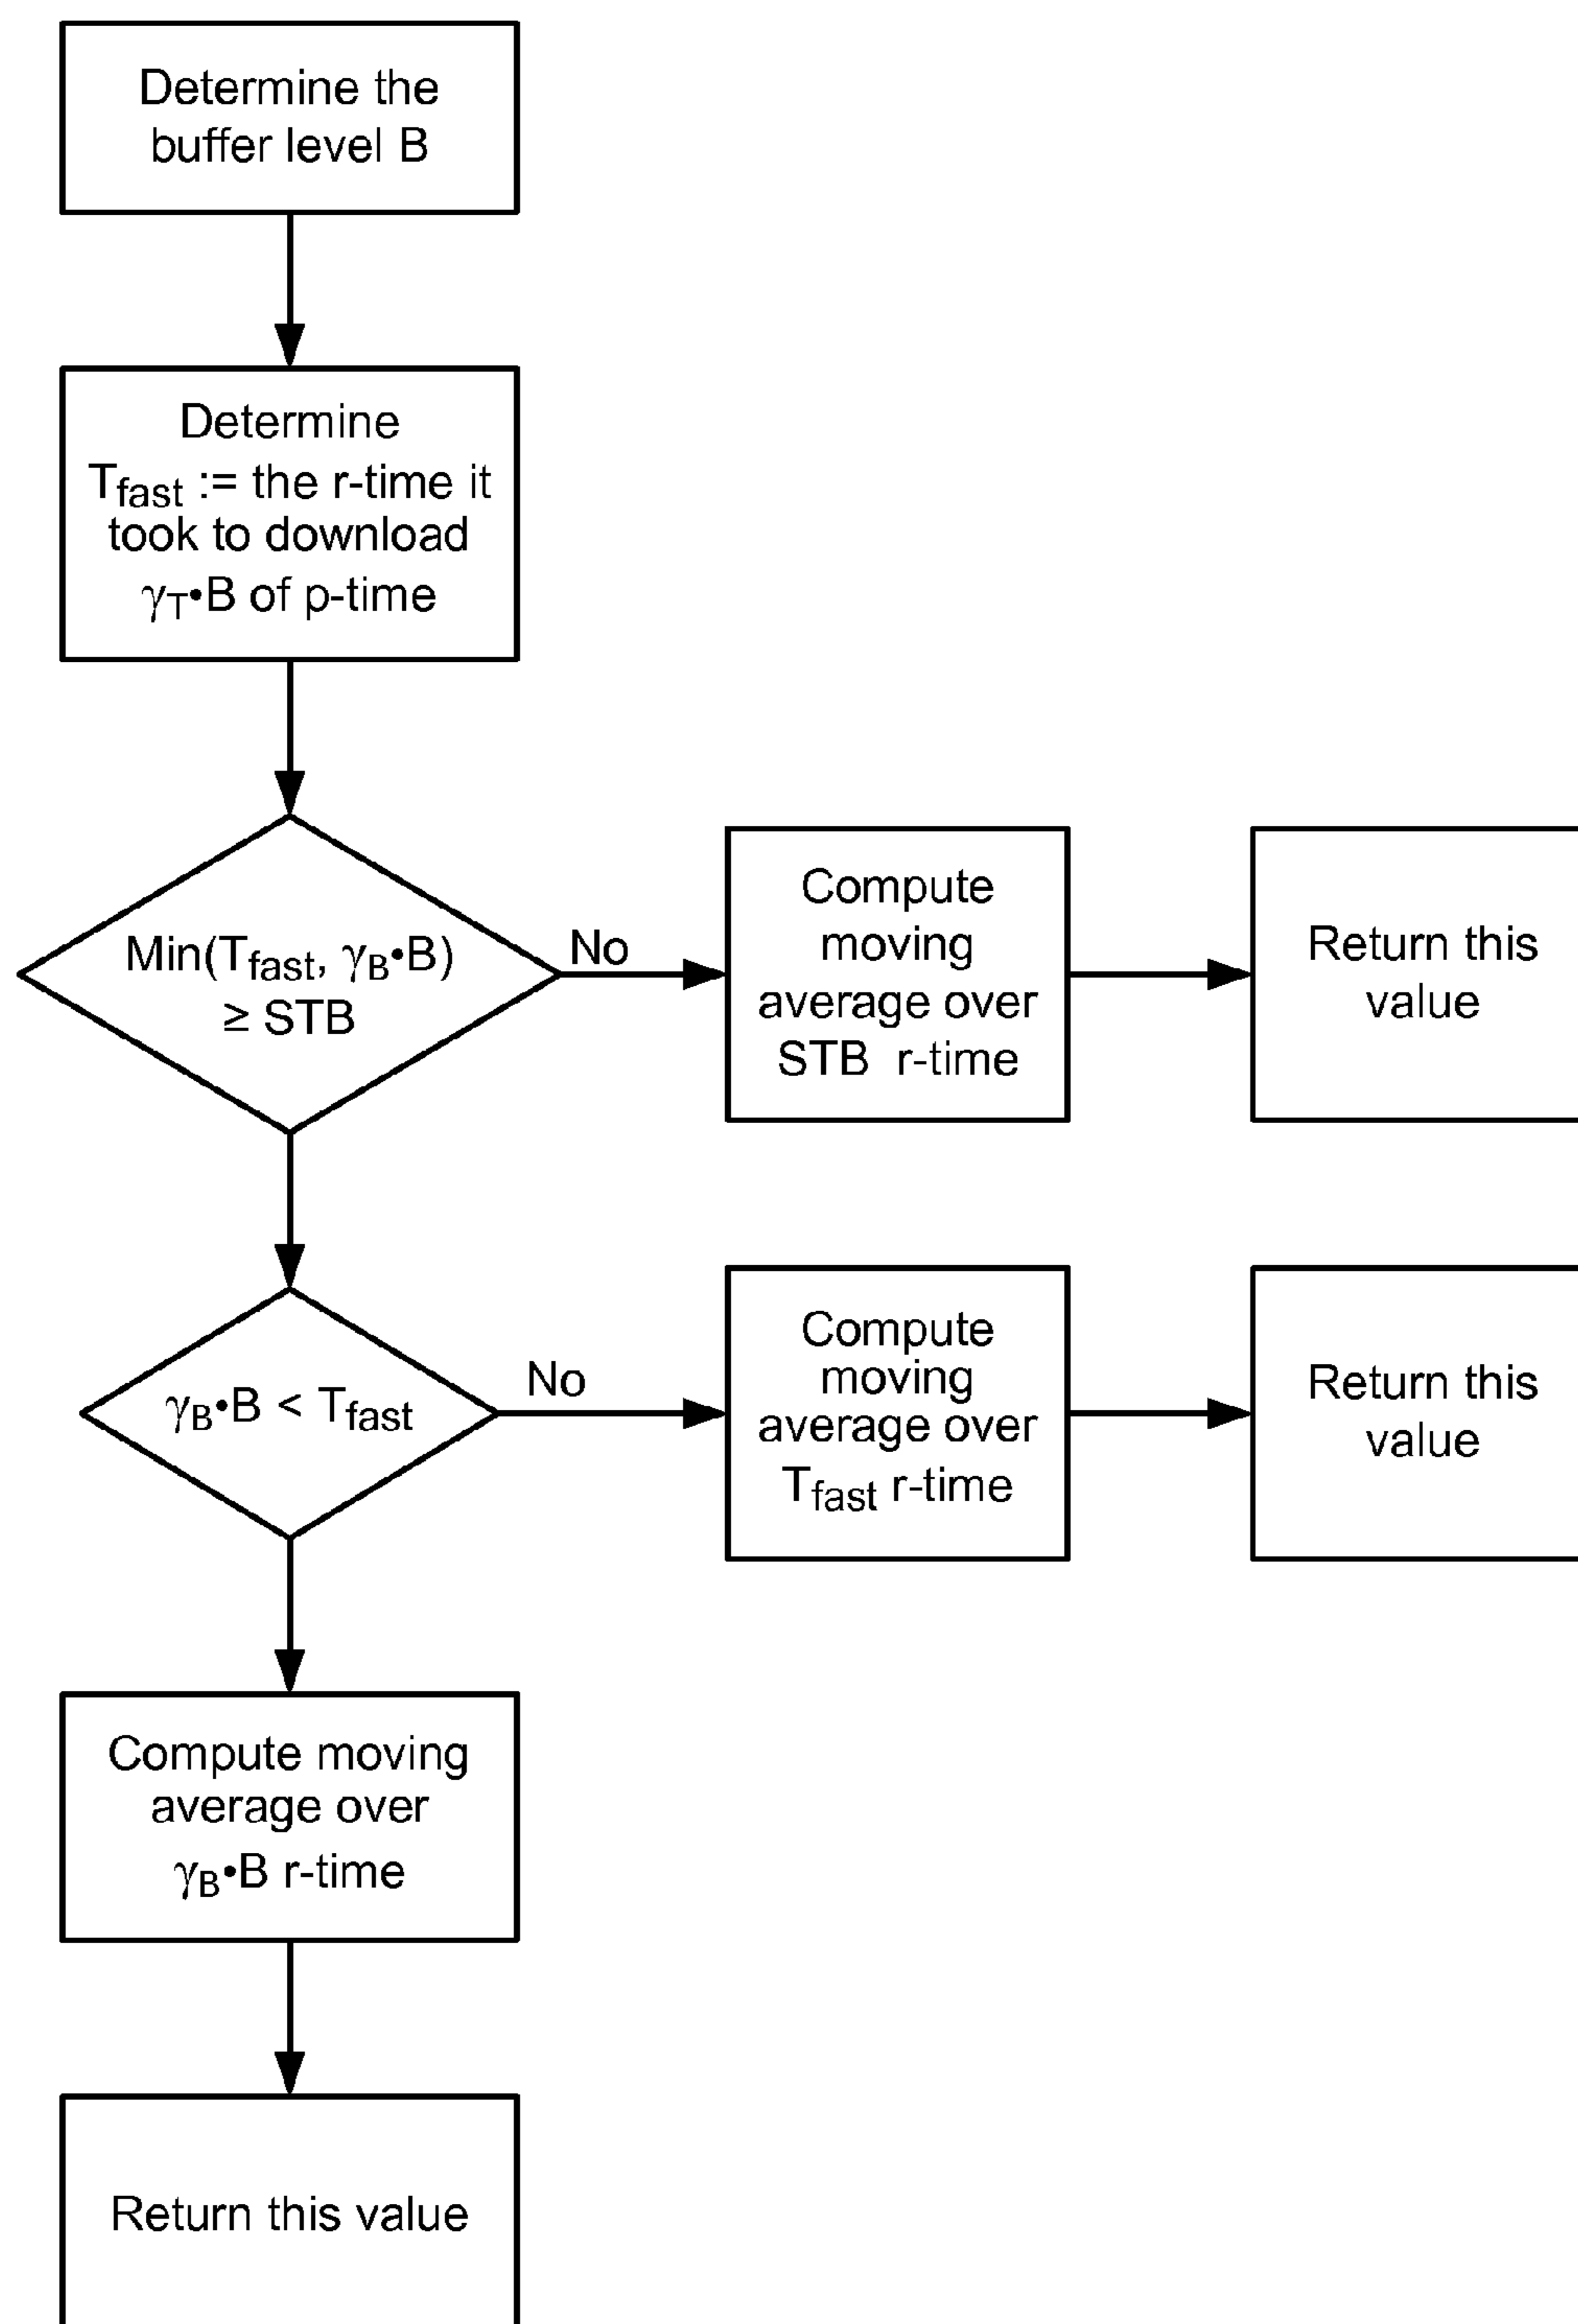 Determine the
buffer level B
Determine
Tfast := the r-time it
took to download
γT•B of p-time
Min(Tfast, γB•B)
≥ STB
No
Compute
moving
average over
STB r-time
Return this
value
γB•B < Tfast
No
Compute
moving
average over
Tfast r-time
Return this
value
Compute moving
average over
γB•B r-time
Return this value